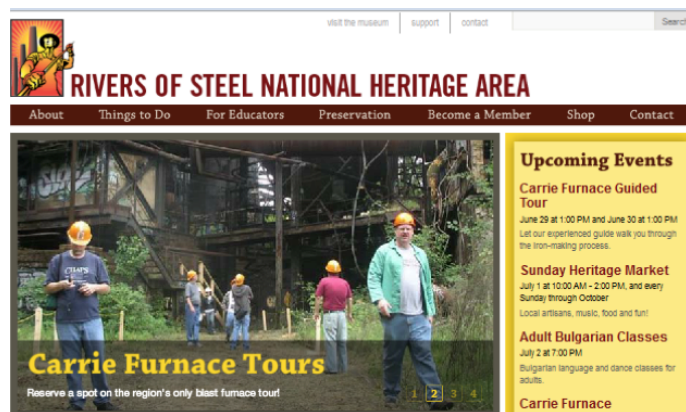 visit the museum support contact
Search
RIVERS OF STEEL NATIONAL HERITAGE AREA
About Things to Do For Educators Preservation Become a Member Shop Contact
Carrie Furnace Tours
Reserve a spot on the region's only blast furnace tour!
1 2 3 4
Upcoming Events
Carrie Furnace Guided
Tour
June 29 at 1:00 PM and June 30 at 1:00 PM
Let our experienced guide walk you through
the iron-making process.
Sunday Heritage Market
July 1 at 10:00 AM - 2:00 PM, and every
Sunday through October
Local artisans, music, food and fun!
Adult Bulgarian Classes
July 2 at 7:00 PM
Bulgarian language and dance classes for
adults.
Carrie Furnace